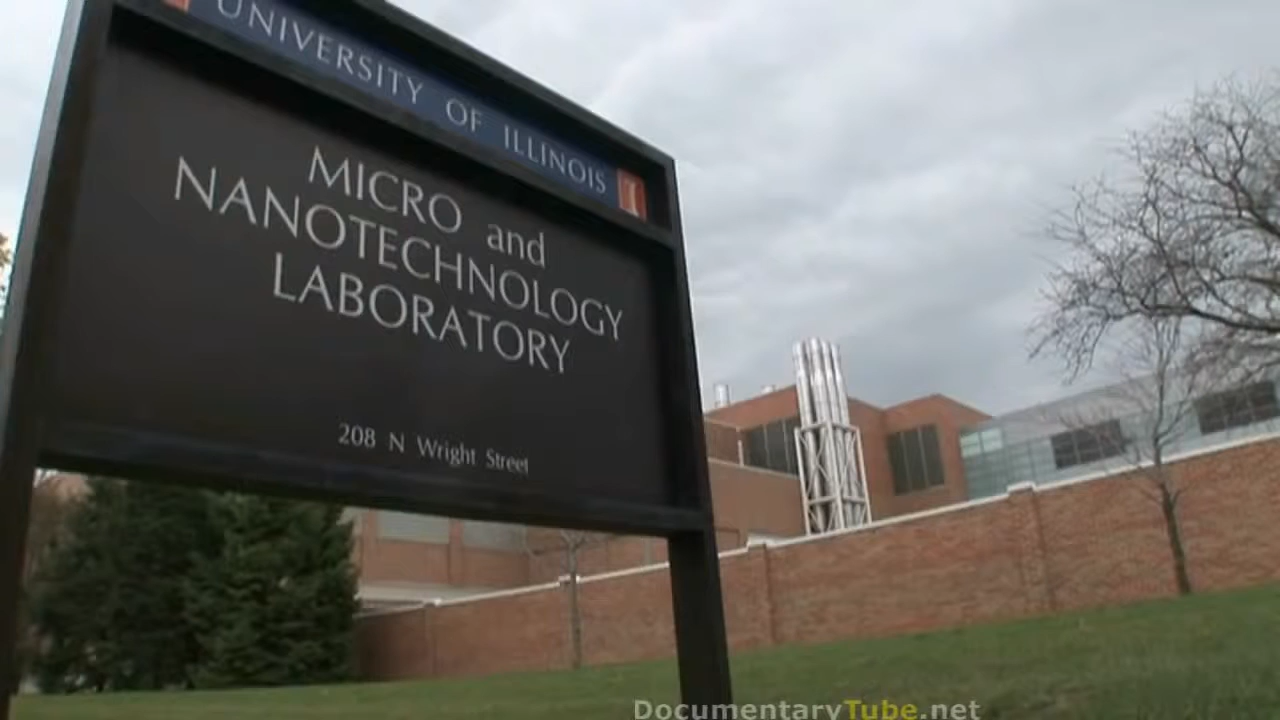 UNIVERSITY OF ILLINOIS
I
MICRO and
NANOTECHNOLOGY
LABORATORY
208 N Wright Street
DocumentaryTube.net